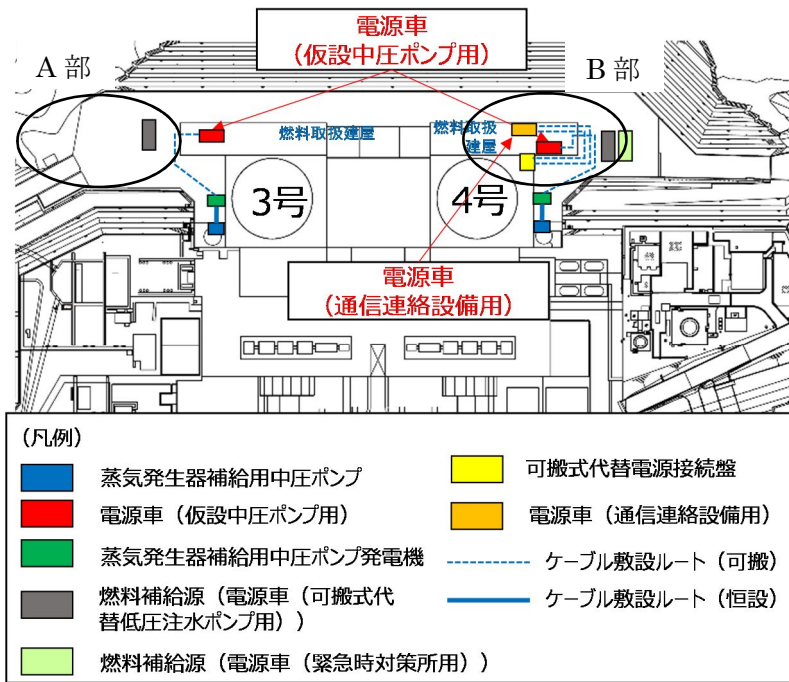 電源車
（仮設中圧ポンプ用）
A 部
B 部
燃料取扱建屋
燃料取扱
建屋
3号
4号
電源車
（通信連絡設備用）
（凡例）
蒸気発生器補給用中圧ポンプ
電源車（仮設中圧ポンプ用）
蒸気発生器補給用中圧ポンプ発電機
燃料補給源（電源車（可搬式代
替低圧注水ポンプ用））
燃料補給源（電源車（緊急時対策所用））
可搬式代替電源接続盤
電源車（通信連絡設備用）
ケーブル敷設ルート（可搬）
ケーブル敷設ルート（恒設）